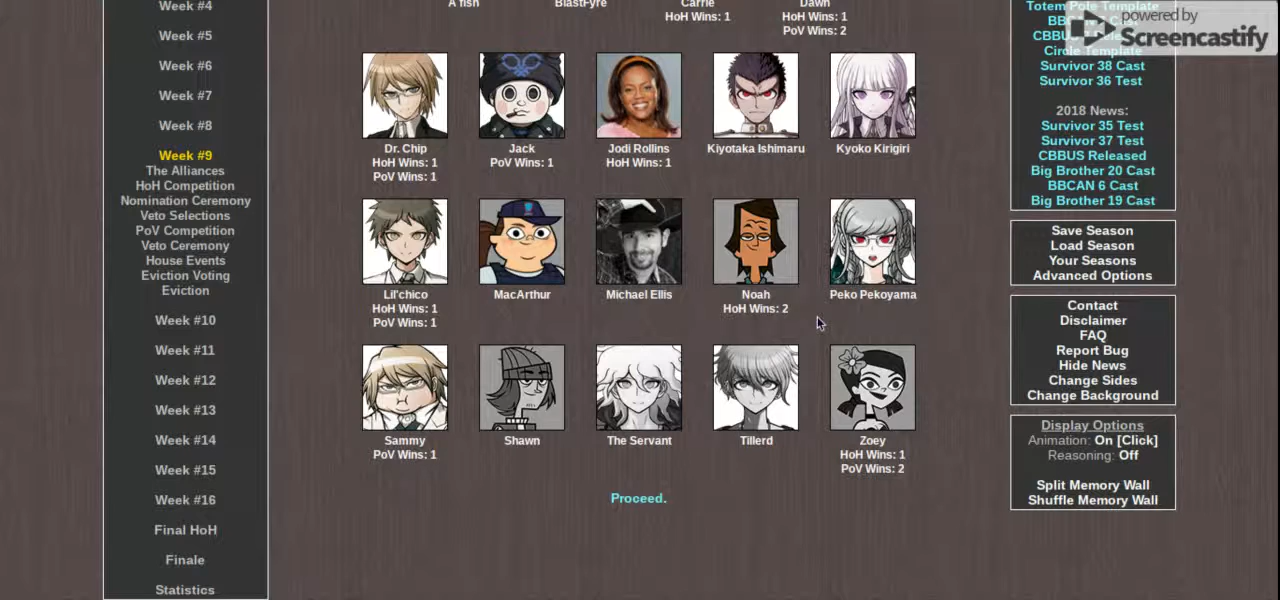 Week #4
Week #5
Week #6
Week #7
Week #8
Week #9
The Alliances
HoH Competition
Nomination Ceremony
Veto Selections
PoV Competition
Veto Ceremony
House Events
Eviction Voting
Eviction
Week #10
Week #11
Week #12
Week #13
Week #14
Week #15
Week #16
Final HoH
Finale
Statistics
A fish
BlastFyre
Carrie
HoH Wins: 1
Dawn
HoH Wins: 1
PoV Wins: 2
Dr. Chip
HoH Wins: 1
PoV Wins: 1
Jack
PoV Wins: 1
Jodi Rollins
HoH Wins: 1
Kiyotaka Ishimaru
Kyoko Kirigiri
Lil'chico
HoH Wins: 1
PoV Wins: 1
MacArthur
Michael Ellis
Noah
HoH Wins: 2
Peko Pekoyama
Sammy
PoV Wins: 1
Shawn
The Servant
Tillerd
Zoey
HoH Wins: 1
PoV Wins: 2
Proceed.
Totem Pole Template
Circle Template
Survivor 38 Cast
Survivor 36 Test
2018 News:
Survivor 35 Test
Survivor 37 Test
CBBUS Released
Big Brother 20 Cast
BBCAN 6 Cast
Big Brother 19 Cast
Save Season
Load Season
Your Seasons
Advanced Options
Contact
Disclaimer
FAQ
Report Bug
Hide News
Change Sides
Change Background
Display Options
Animation: On [Click]
Reasoning: Off
Split Memory Wall
Shuffle Memory Wall
powered by
Screencastify